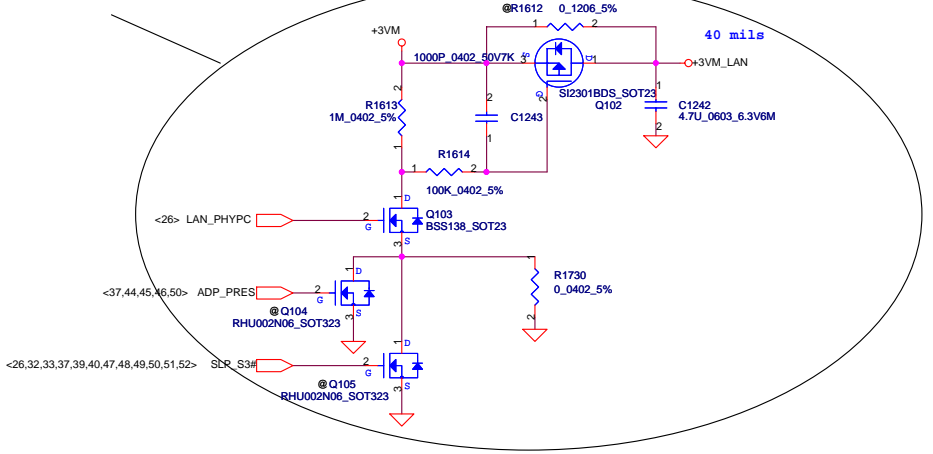 @R1612 0_1206_5%
1 2
+3VM
40 mils
1000P_0402_50V7K
S
3
D
1
+3VM_LAN
G
2
SI2301BDS_SOT23
Q102
1
C1242
4.7U_0603_6.3V6M
2
2
R1613
1M_0402_5%
1
2
C1243
1
R1614
1 2
100K_0402_5%
1
D
<26> LAN_PHYPC
2
G
Q103
BSS138_SOT23
3
S
1
D
<37,44,45,46,50> ADP_PRES
2
G
S
3
@Q104
RHU002N06_SOT323
1
R1730
0_0402_5%
2
1
D
<26,32,33,37,39,40,47,48,49,50,51,52> SLP_S3#
2
G
S
3
@Q105
RHU002N06_SOT323